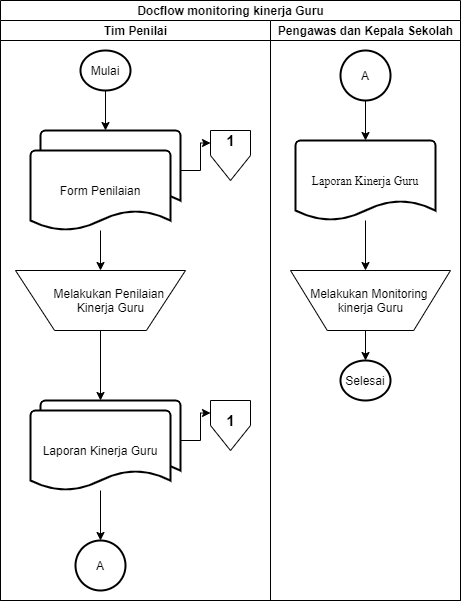 Docflow monitoring kinerja Guru
Tim Penilai
Pengawas dan Kepala Sekolah
Mulai
1
Form Penilaian
Melakukan Penilaian
Kinerja Guru
1
Laporan Kinerja Guru
A
A
Laporan Kinerja Guru
Melakukan Monitoring
kinerja Guru
Selesai